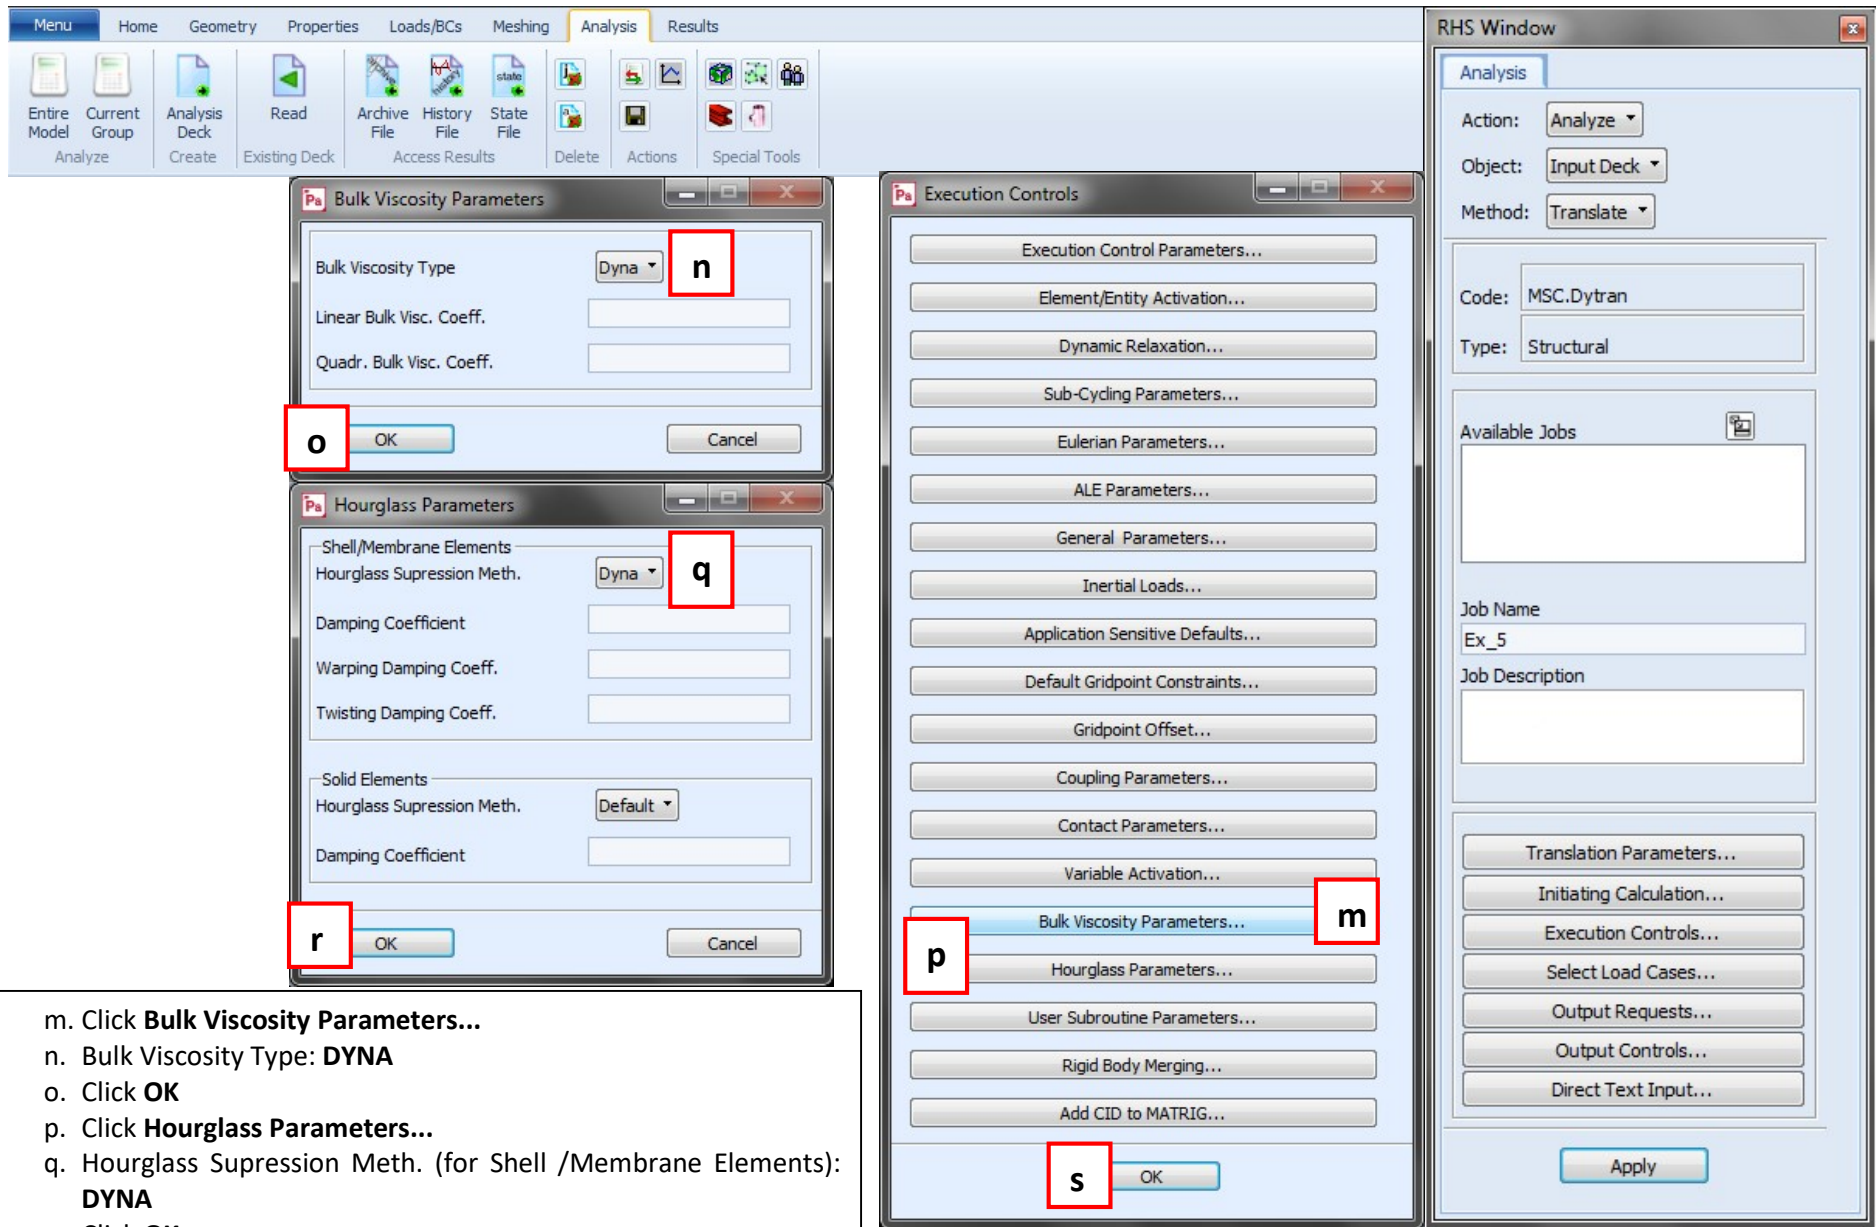 Menu Home Geometry Properties Loads/BCs Meshing Analysis Results
Entire Model
Current Group
Analysis Deck
Read
Archive File
History File
State File
Analyze Create Existing Deck Access Results Delete Actions Special Tools
Bulk Viscosity Parameters
Bulk Viscosity Type Dyna n
Linear Bulk Visc. Coeff.
Quadr. Bulk Visc. Coeff.
o OK Cancel
Hourglass Parameters
Shell/Membrane Elements
Hourglass Supression Meth. Dyna q
Damping Coefficient
Warping Damping Coeff.
Twisting Damping Coeff.
Solid Elements
Hourglass Supression Meth. Default
Damping Coefficient
r OK Cancel
m. Click Bulk Viscosity Parameters...
n. Bulk Viscosity Type: DYNA
o. Click OK
p. Click Hourglass Parameters...
q. Hourglass Supression Meth. (for Shell /Membrane Elements):
DYNA
Execution Controls
Execution Control Parameters...
Element/Entity Activation...
Dynamic Relaxation...
Sub-Cycling Parameters...
Eulerian Parameters...
ALE Parameters...
General Parameters...
Inertial Loads...
Application Sensitive Defaults...
Default Gridpoint Constraints...
Gridpoint Offset...
Coupling Parameters...
Contact Parameters...
Variable Activation...
Bulk Viscosity Parameters... m
p Hourglass Parameters...
User Subroutine Parameters...
Rigid Body Merging...
Add CID to MATRIG...
s OK
RHS Window
Analysis
Action: Analyze
Object: Input Deck
Method: Translate
Code: MSC.Dytran
Type: Structural
Available Jobs
Job Name
Ex_5
Job Description
Translation Parameters...
Initiating Calculation...
Execution Controls...
Select Load Cases...
Output Requests...
Output Controls...
Direct Text Input...
Apply